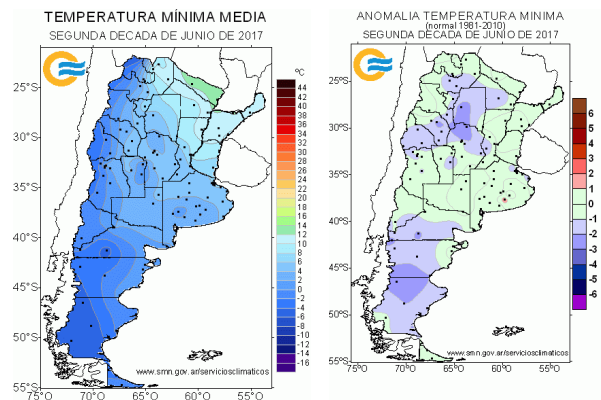 TEMPERATURA MÍNIMA MEDIA
SEGUNDA DECADA DE JUNIO DE 2017
25°S
30°S
35°S
40°S
45°S
50°S
55°S
75°W
70°W
65°W
60°W
55°W
°C
44
42
40
38
36
34
32
30
28
26
24
22
20
18
16
14
12
10
8
6
4
2
0
-2
-4
-6
-8
-10
-12
-14
-16
www.smn.gov.ar/serviciosclimaticos
ANOMALIA TEMPERATURA MINIMA
(normal 1981-2010)
SEGUNDA DECADA DE JUNIO DE 2017
25°S
30°S
35°S
40°S
45°S
50°S
55°S
75°W
70°W
65°W
60°W
55°W
6
5
4
3
2
1
0
-1
-2
-3
-4
-5
-6
www.smn.gov.ar/serviciosclimaticos